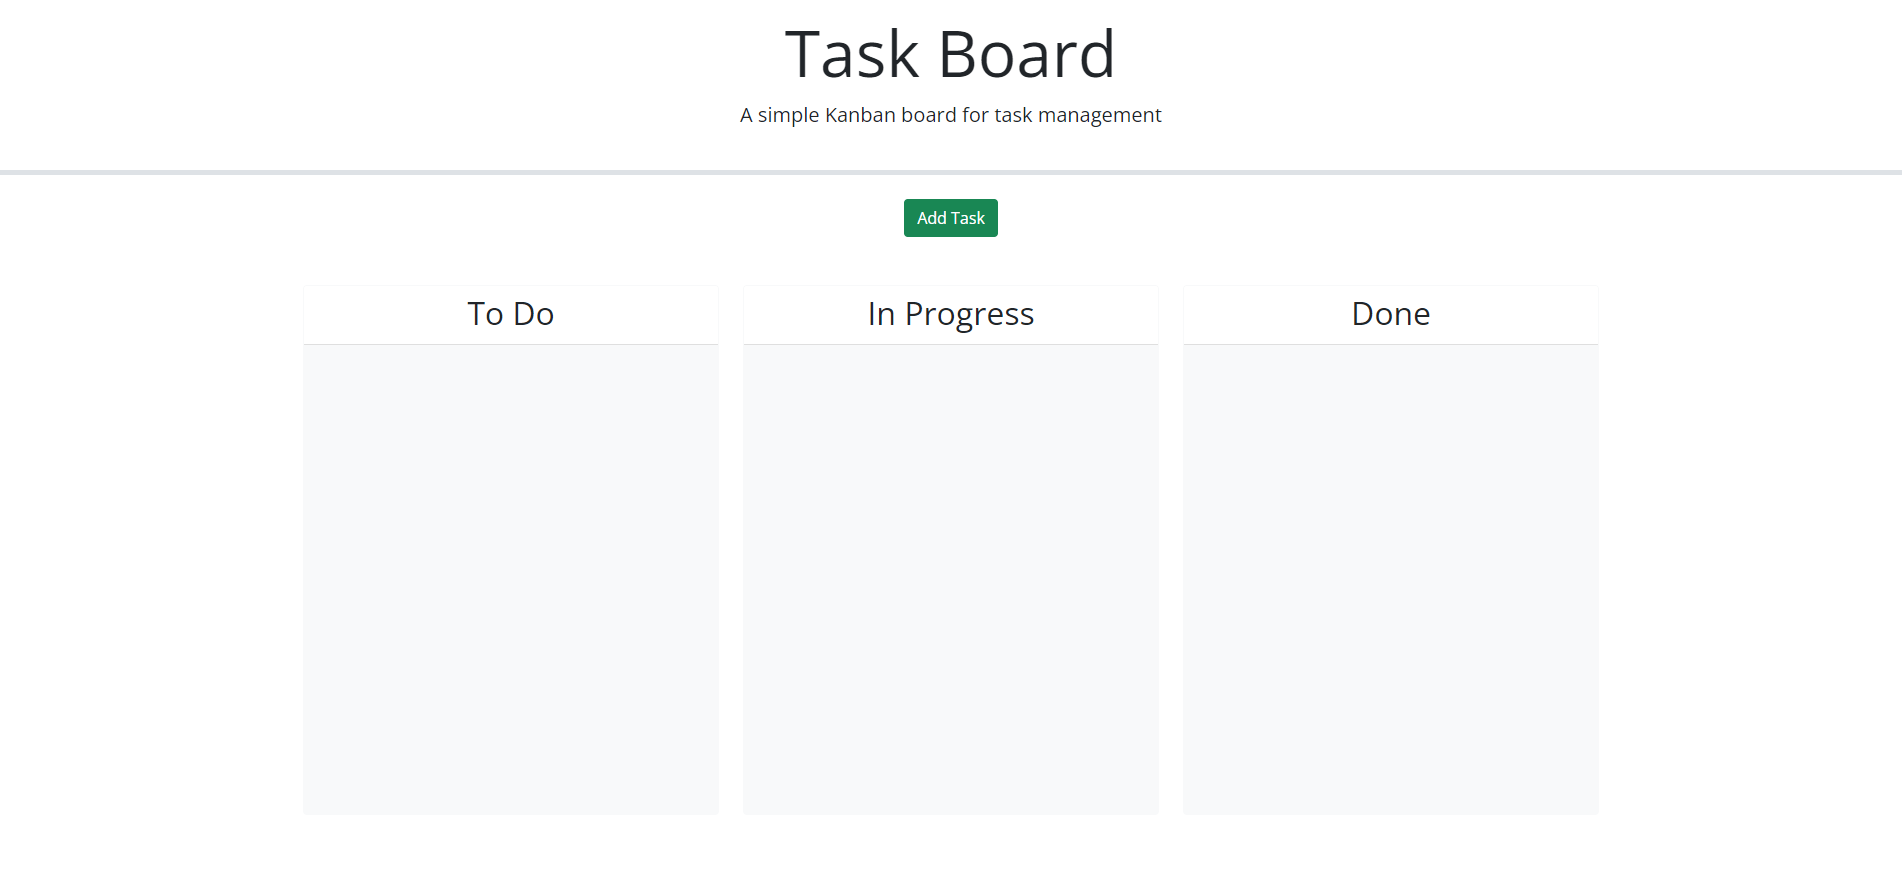 Task Board
A simple Kanban board for task management
Add Task
To Do
In Progress
Done